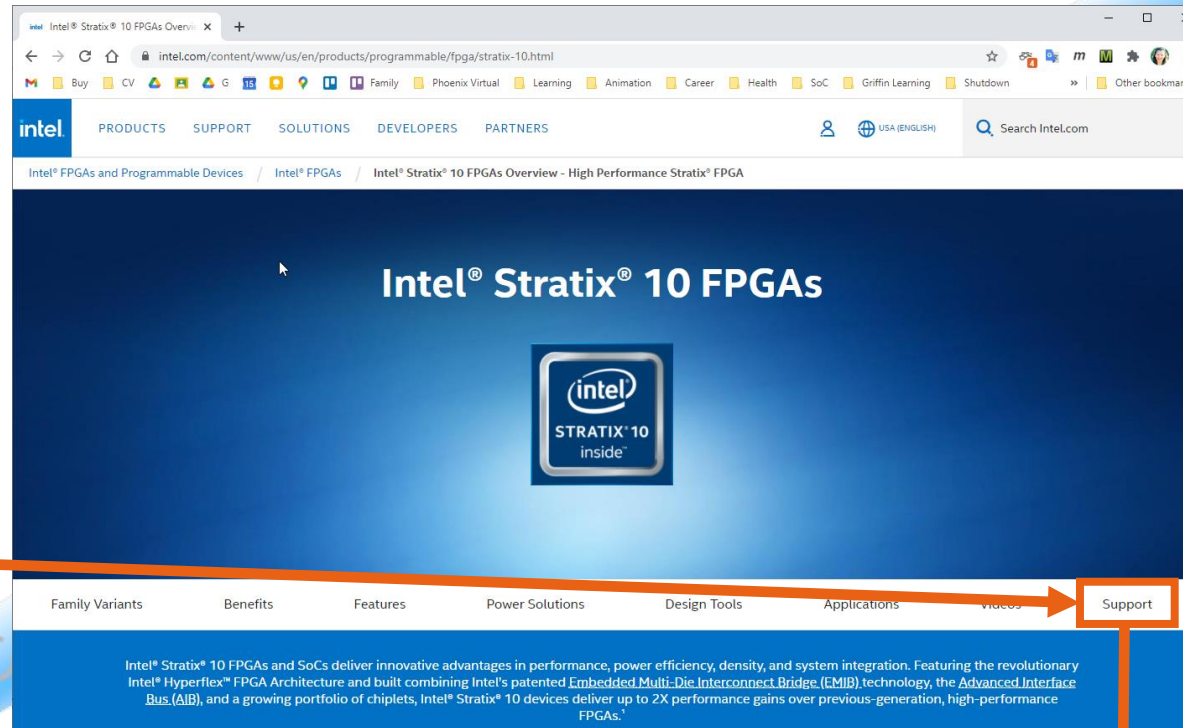 intel Intel® Stratix® 10 FPGAs Overvi
intel.com/content/www/us/en/products/programmable/fpga/stratix-10.html
Buy CV G 15 Family Phoenix Virtual Learning Animation Career Health SoC Griffin Learning Shutdown » Other bookmar
intel. PRODUCTS SUPPORT SOLUTIONS DEVELOPERS PARTNERS USA (ENGLISH) Search Intel.com
Intel® FPGAs and Programmable Devices / Intel® FPGAs / Intel® Stratix® 10 FPGAs Overview - High Performance Stratix® FPGA
Intel® Stratix® 10 FPGAs
intel
STRATIX® 10
inside™
Family Variants Benefits Features Power Solutions Design Tools Applications Videos Support
Intel® Stratix® 10 FPGAs and SoCs deliver innovative advantages in performance, power efficiency, density, and system integration. Featuring the revolutionary
Intel® Hyperflex™ FPGA Architecture and built combining Intel's patented Embedded Multi-Die Interconnect Bridge (EMIB) technology, the Advanced Interface
Bus (AIB), and a growing portfolio of chiplets, Intel® Stratix® 10 devices deliver up to 2X performance gains over previous-generation, high-performance
FPGAs.¹